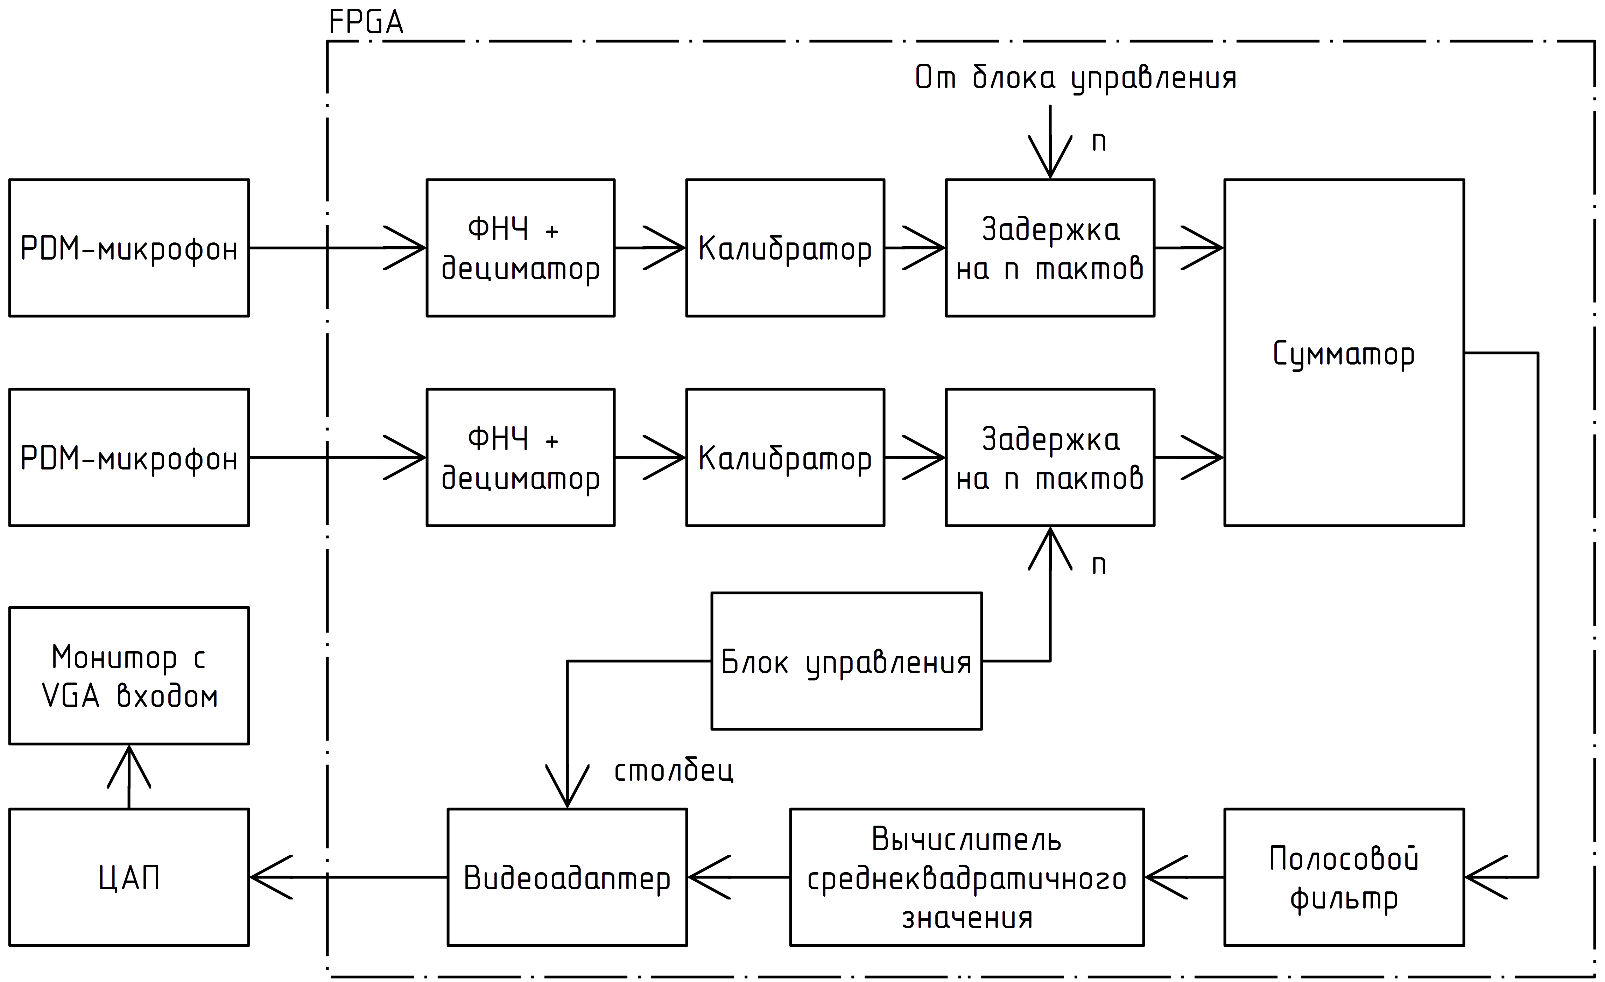 FPGA
От блока управления
n
PDM-микрофон
ФНЧ +
дециматор
Калибратор
Задержка
на n тактов
Сумматор
PDM-микрофон
ФНЧ +
дециматор
Калибратор
Задержка
на n тактов
n
Блок управления
Монитор с
VGA входом
столбец
ЦАП
Видеоадаптер
Вычислитель
среднеквадратичного
значения
Полосовой
фильтр